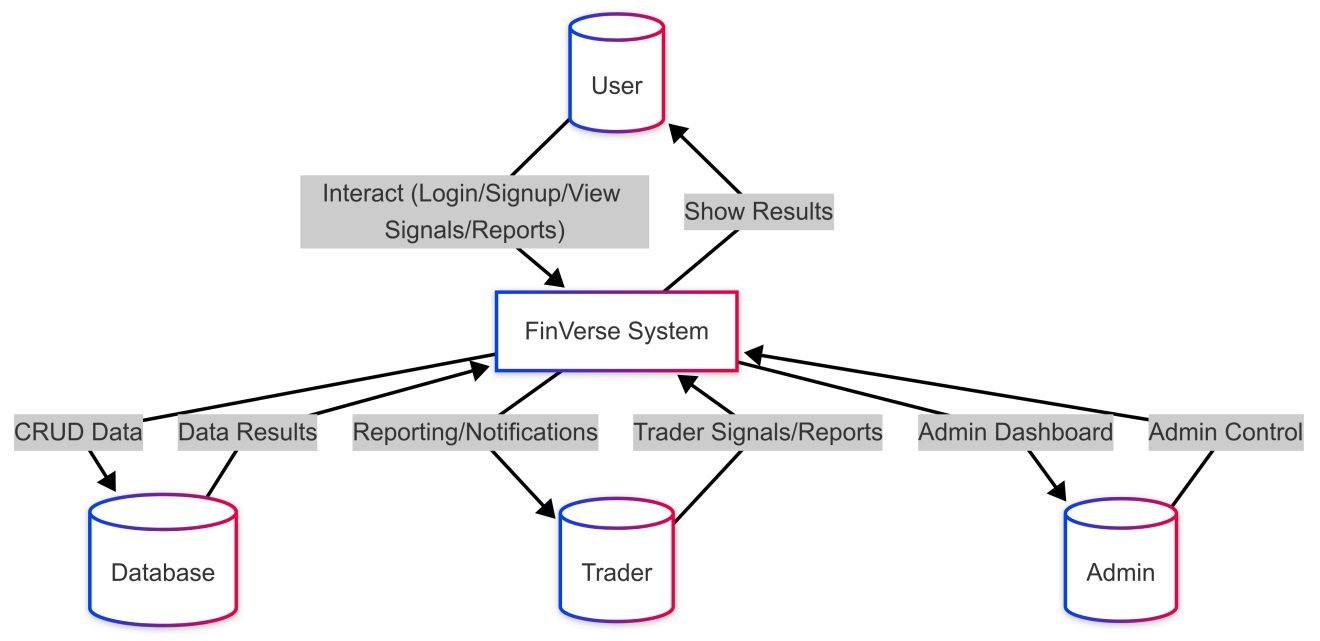 User
Interact (Login/Signup/View
Signals/Reports)
Show Results
FinVerse System
CRUD Data
Data Results
Reporting/Notifications
Trader Signals/Reports
Admin Dashboard
Admin Control
Database
Trader
Admin